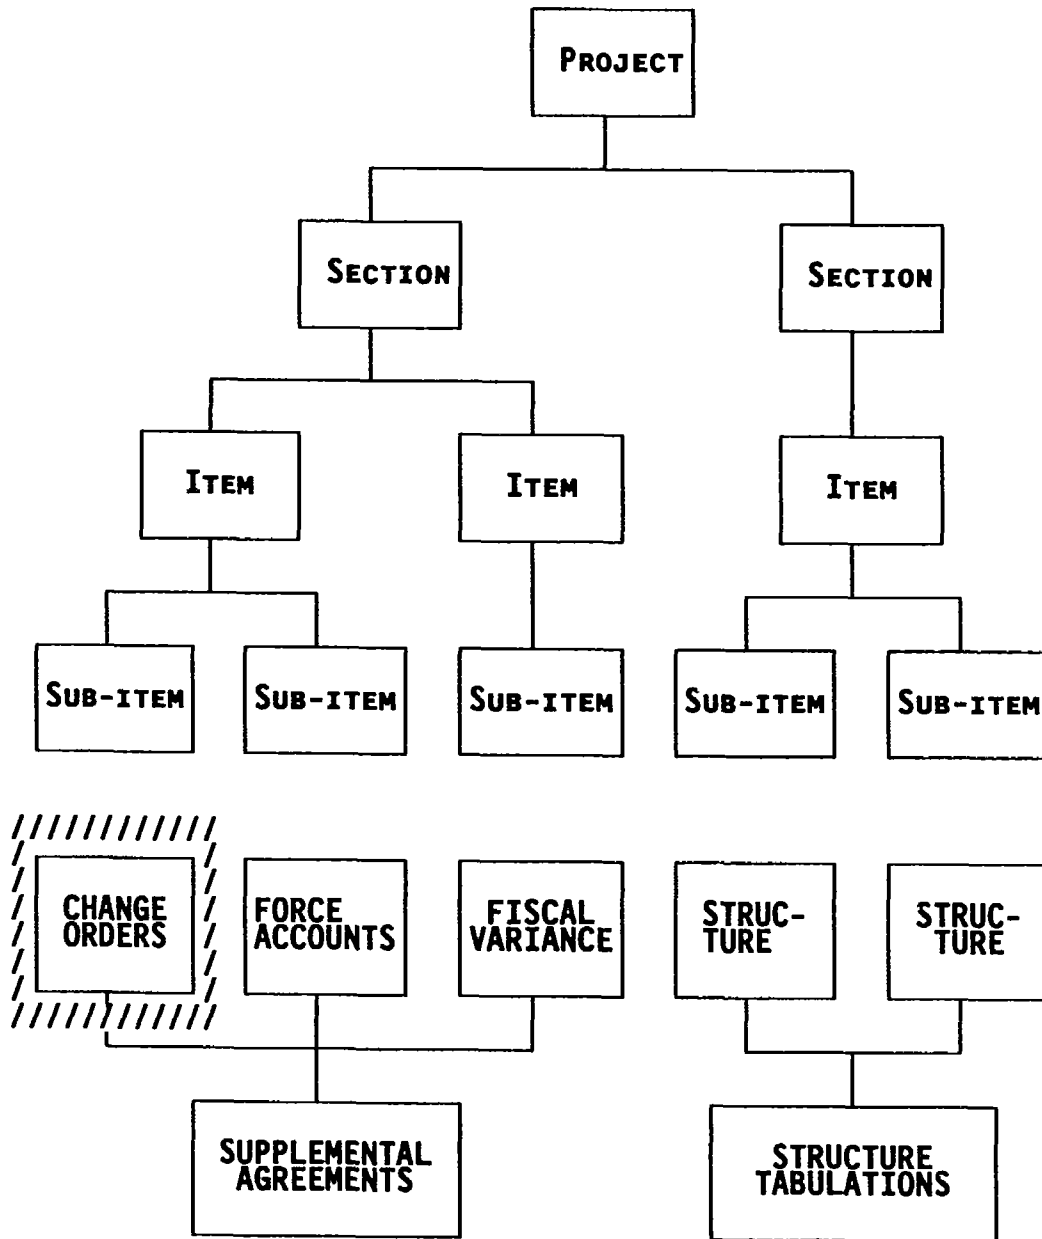 PROJECT
SECTION
SECTION
ITEM
ITEM
ITEM
SUB-ITEM
SUB-ITEM
SUB-ITEM
SUB-ITEM
SUB-ITEM
CHANGE
ORDERS
FORCE
ACCOUNTS
FISCAL
VARIANCE
STRUC-
TURE
STRUC-
TURE
SUPPLEMENTAL
AGREEMENTS
STRUCTURE
TABULATIONS